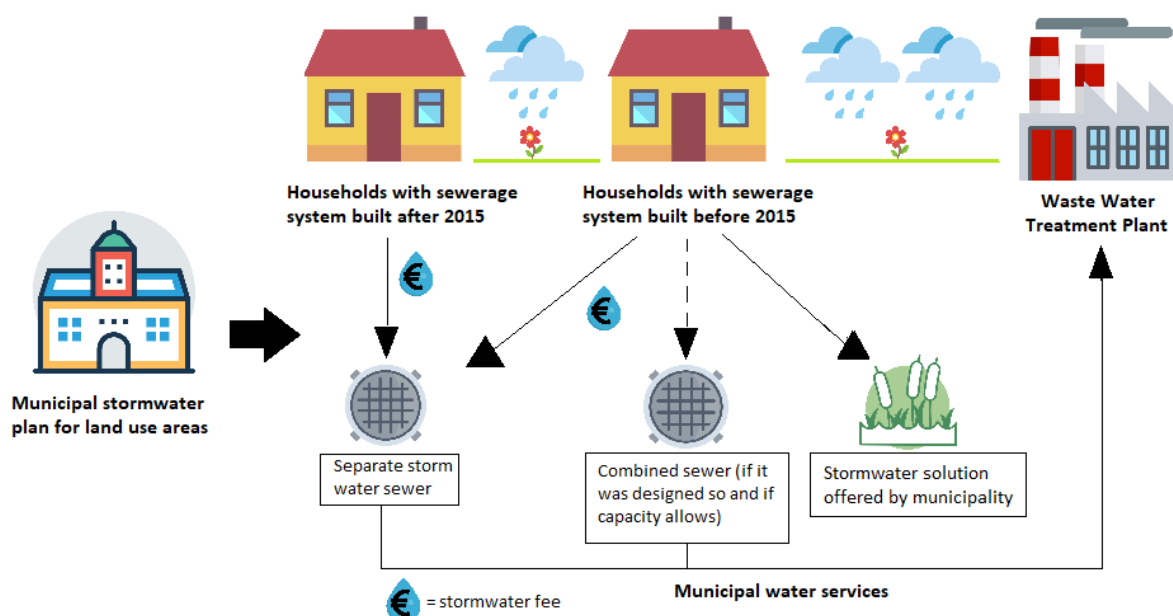 Households with sewerage
system built after 2015
Households with sewerage
system built before 2015
Waste Water
Treatment Plant
€
€
Municipal stormwater
plan for land use areas
Separate storm
water sewer
Combined sewer (if it
was designed so and if
capacity allows)
Stormwater solution
offered by municipality
Municipal water services
€ = stormwater fee